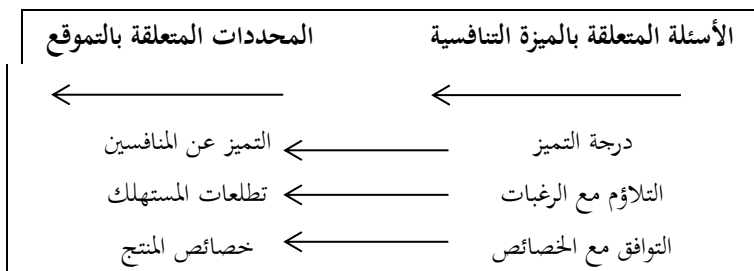 الأسئلة المتعلقة بالميزة التنافسية المحددات المتعلقة بالتموقع
درجة التميز التميز عن المنافسين
التلاؤم مع الرغبات تطلعات المستهلك
التوافق مع الخصائص خصائص المنتج